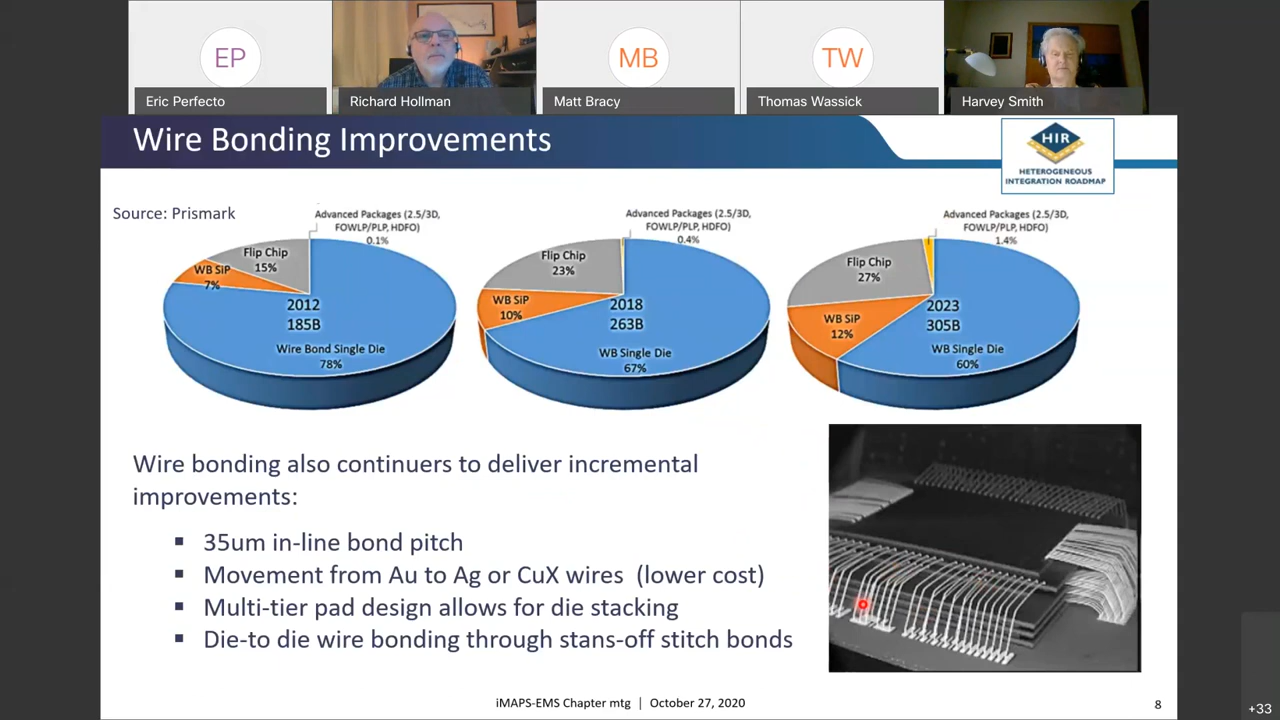 EP
MB
TW
Eric Perfecto
Richard Hollman
Matt Bracy
Thomas Wassick
Harvey Smith
Wire Bonding Improvements
HIR
HETEROGENEOUS
INTEGRATION ROADMAP
Source: Prismark
Advanced Packages (2.5/3D,
FOWLP/PLP, HDFO)
0.1%
Flip Chip
15%
WB SiP
7%
2012
185B
Wire Bond Single Die
78%
Advanced Packages (2.5/3D,
FOWLP/PLP, HDFO)
0.4%
Flip Chip
23%
WB SiP
10%
2018
263B
WB Single Die
67%
Advanced Packages (2.5/3D,
FOWLP/PLP, HDFO)
1.4%
Flip Chip
27%
WB SiP
12%
2023
305B
WB Single Die
60%
Wire bonding also continuers to deliver incremental
improvements:
▪ 35um in-line bond pitch
▪ Movement from Au to Ag or CuX wires (lower cost)
▪ Multi-tier pad design allows for die stacking
▪ Die-to die wire bonding through stans-off stitch bonds
iMAPS-EMS Chapter mtg | October 27, 2020
8
+33